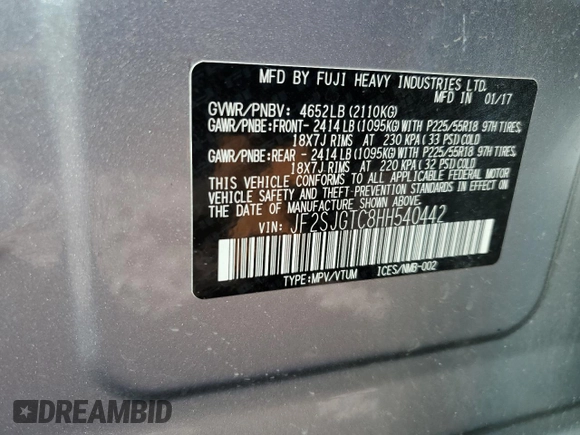 MFD BY FUJI HEAVY INDUSTRIES LTD.
MFD IN 01/17
GVWR/PNBV: 4652LB (2110KG)
GAWR/PNBE:FRONT- 2414LB (1095KG) WITH P225/55R18 97H TIRES,
18X7J RIMS AT 230 KPA ( 33 PSI) COLD
GAWR/PNBE:REAR - 2414LB (1095KG) WITH P225/55R18 97H TIRES,
18X7J RIMS AT 220 KPA ( 32 PSI) COLD
THIS VEHICLE CONFORMS TO ALL APPLICABLE FEDERAL MOTOR
VEHICLE SAFETY AND THEFT-PREVENTION STANDARDS IN EFFECT ON
THE DATE OF MANUFACTURE SHOWN ABOVE.
VIN: JF2SJGTC8HH540442
TYPE:MPV/VTUM ICES/NMB-002
DREAMBID